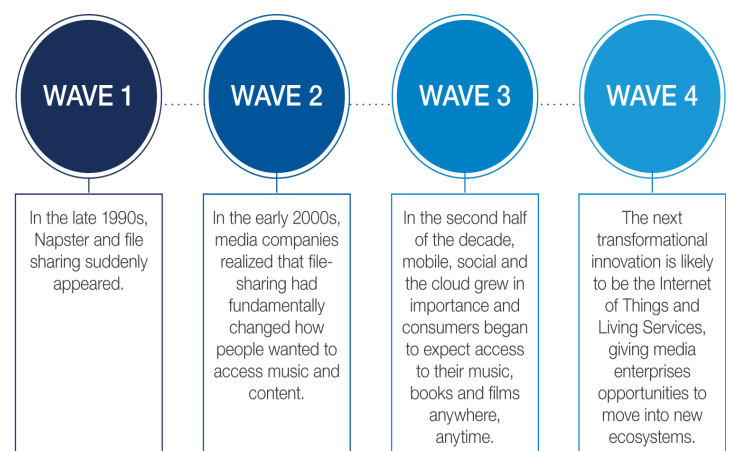 WAVE 1
In the late 1990s,
Napster and file
sharing suddenly
appeared.
WAVE 2
In the early 2000s,
media companies
realized that file-
sharing had
fundamentally
changed how
people wanted to
access music and
content.
WAVE 3
In the second half
of the decade,
mobile, social and
the cloud grew in
importance and
consumers began
to expect access
to their music,
books and films
anywhere,
anytime.
WAVE 4
The next
transformational
innovation is likely
to be the Internet
of Things and
Living Services,
giving media
enterprises
opportunities to
move into new
ecosystems.